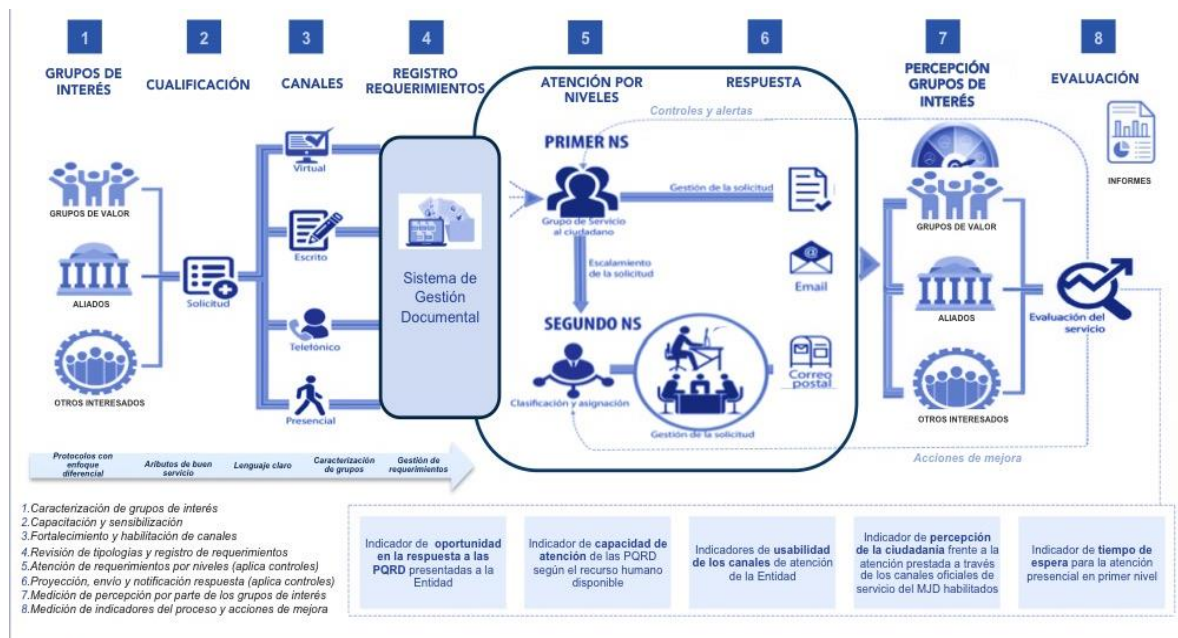 1
GRUPOS DE
INTERÉS
2
CUALIFICACIÓN
3
CANALES
4
REGISTRO
REQUERIMIENTOS
5
ATENCIÓN POR
NIVELES
6
RESPUESTA
7
PERCEPCIÓN
GRUPOS DE
INTERÉS
8
EVALUACIÓN
GRUPOS DE VALOR
ALIADOS
OTROS INTERESADOS
Solicitud
Virtual
Escrito
Telefónico
Presencial
Sistema de
Gestión
Documental
Controles y alertas
PRIMER NS
Grupo de Servicio
al ciudadano
Gestión de la solicitud
Escalamiento
de la solicitud
SEGUNDO NS
Clasificación y asignación
Gestión de la solicitud
Email
Correo
postal
GRUPOS DE VALOR
ALIADOS
OTROS INTERESADOS
INFORMES
Evaluación del
servicio
Acciones de mejora
Protocolos con
enfoque
diferencial
Aributos de buen
servicio
Lenguaje claro
Caracterización
de grupos
Gestión de
requerimientos
1.Caracterización de grupos de interés
2.Capacitación y sensibilización
3.Fortalecimiento y habilitación de canales
4.Revisión de tipologías y registro de requerimientos
5.Atención de requerimientos por niveles (aplica controles)
6.Proyección, envío y notificación respuesta (aplica controles)
7.Medición de percepción por parte de los grupos de interés
8.Medición de indicadores del proceso y acciones de mejora
Indicador de oportunidad
en la respuesta a las
PQRD presentadas a la
Entidad
Indicador de capacidad de
atención de las PQRD
según el recurso humano
disponible
Indicadores de usabilidad
de los canales de atención
de la Entidad
Indicador de percepción
de la ciudadanía frente a la
atención prestada a través
de los canales oficiales de
servicio del MJD habilitados
Indicador de tiempo de
espera para la atención
presencial en primer nivel